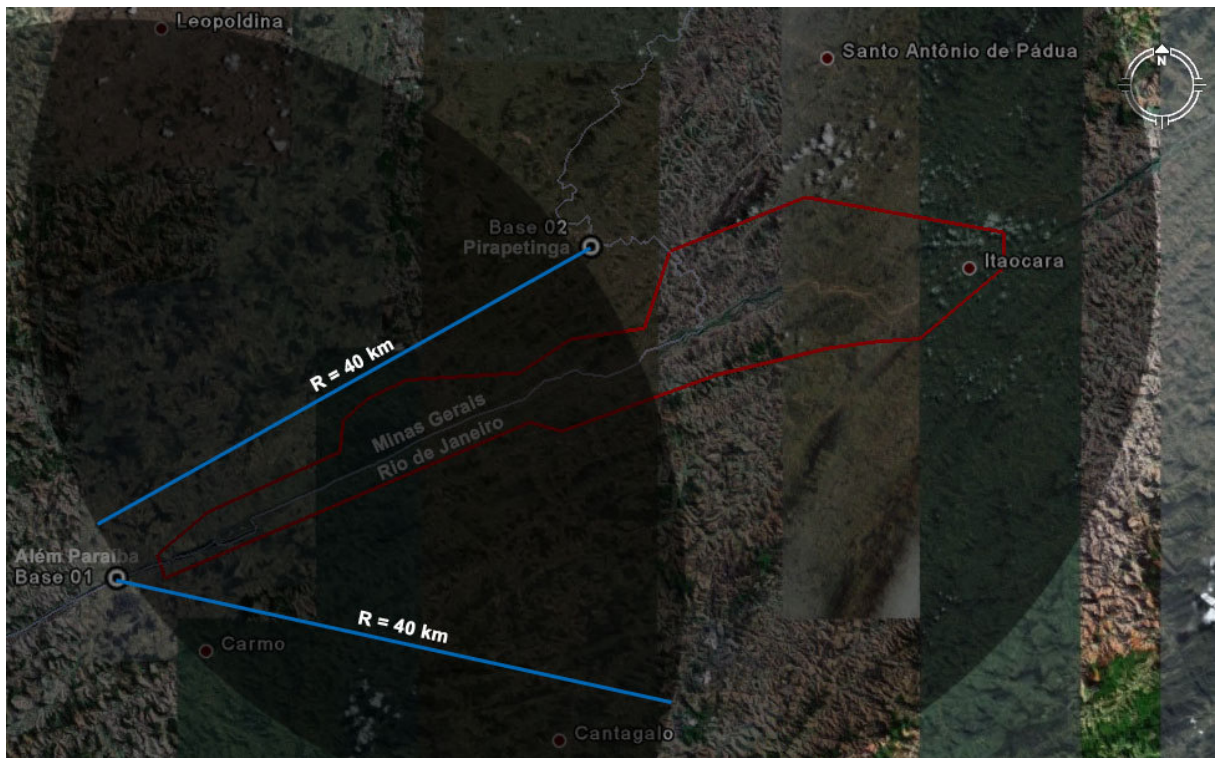 Leopoldina
Santo Antônio de Pádua
N
Base 02
Pirapetinga
Itaocara
R = 40 km
Minas Gerais
Rio de Janeiro
Além Paraíba
Base 01
R = 40 km
Carmo
Cantagalo